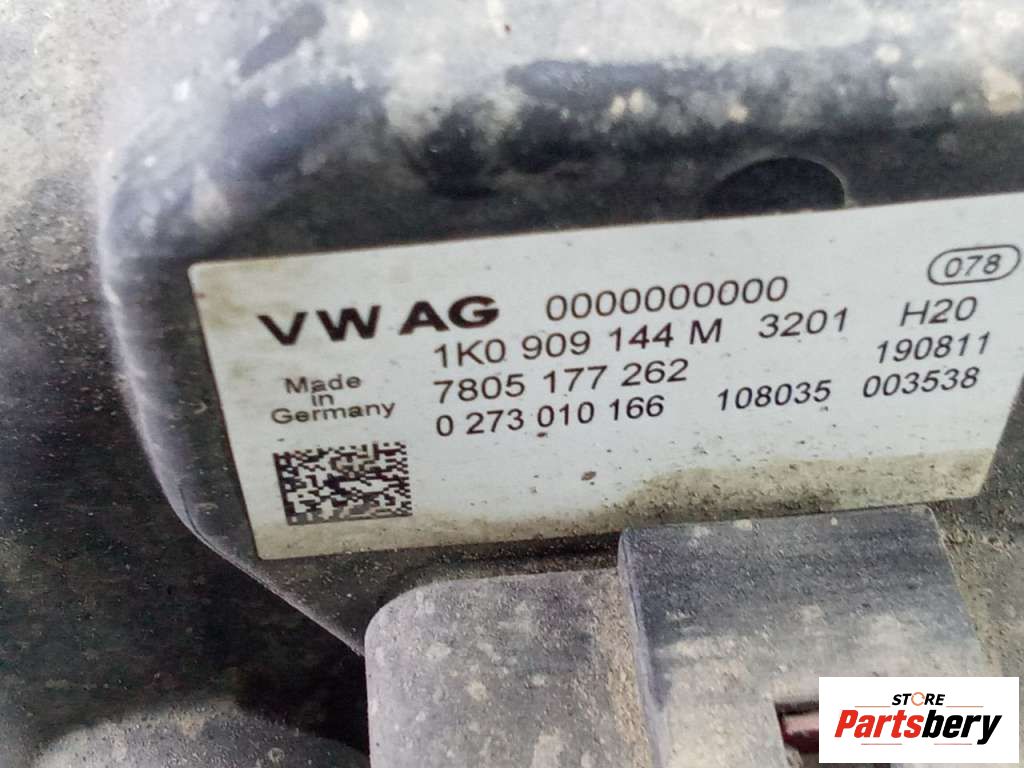 078
VW AG 0000000000
1K0 909 144 M 3201 H20
Made in Germany
7805 177 262 190811
0 273 010 166 108035 003538
STORE
Partsbery